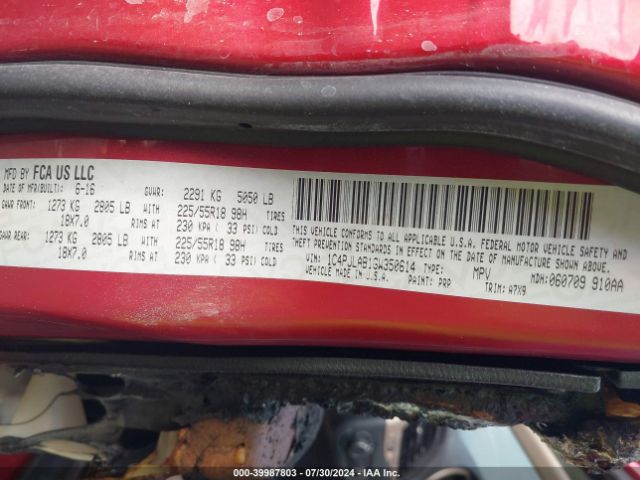 MFD BY FCA US LLC
DATE OF MFR(BUILT): 6-16 GVWR: 2291 KG 5050 LB
GAWR FRONT: 1273 KG 2805 LB WITH 225/55R18 98H TIRES
18X7.0 RIMS AT 230 KPA ( 33 PSI) COLD
GAWR REAR: 1273 KG 2805 LB WITH 225/55R18 98H TIRES
18X7.0 RIMS AT 230 KPA ( 33 PSI) COLD
THIS VEHICLE CONFORMS TO ALL APPLICABLE U.S.A. FEDERAL MOTOR VEHICLE SAFETY AND
THEFT PREVENTION STANDARDS IN EFFECT ON THE DATE OF MANUFACTURE SHOWN ABOVE.
VIN: 1C4PJLAB1GW350614 TYPE: MPV MDH: 060709 910AA
VEHICLE MADE IN U.S.A. PAINT: PRP TRIM: A7X9
000-39987803 - 07/30/2024 - IAA Inc.